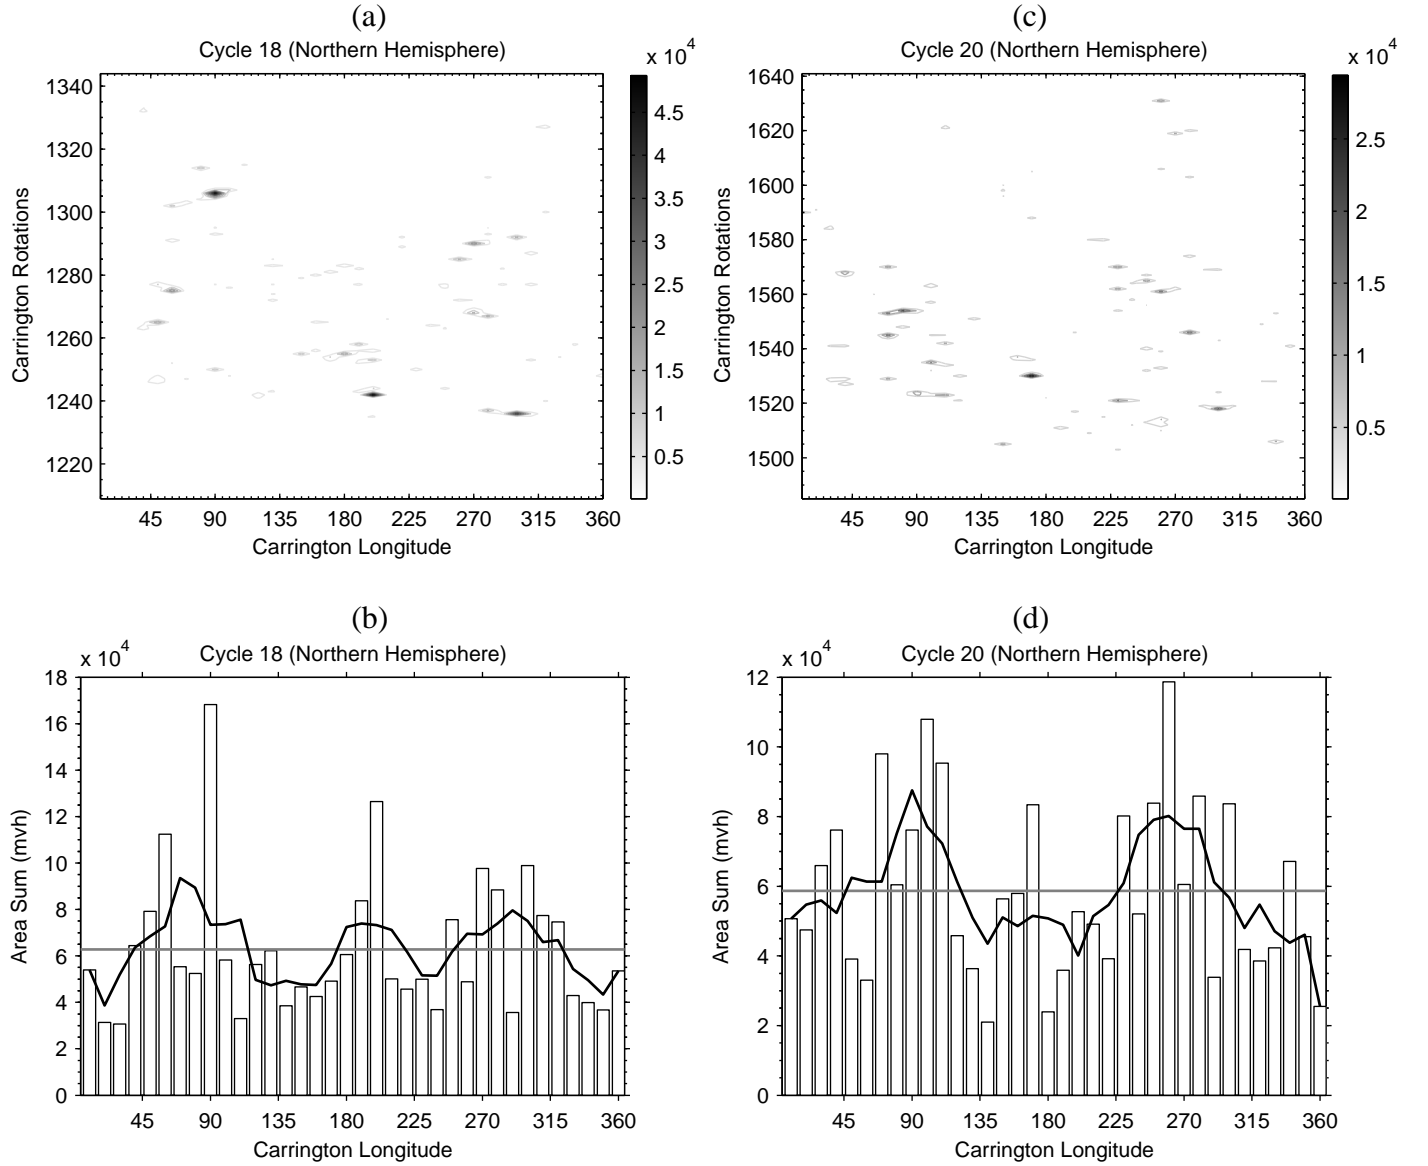 (a)
Cycle 18 (Northern Hemisphere)
x 10^4
1340
1320
1300
1280
1260
1240
1220
Carrington Rotations
45 90 135 180 225 270 315 360
Carrington Longitude
4.5
4
3.5
3
2.5
2
1.5
1
0.5
(c)
Cycle 20 (Northern Hemisphere)
x 10^4
1640
1620
1600
1580
1560
1540
1520
1500
Carrington Rotations
45 90 135 180 225 270 315 360
Carrington Longitude
2.5
2
1.5
1
0.5
(b)
Cycle 18 (Northern Hemisphere)
x 10^4
18
16
14
12
10
8
6
4
2
0
Area Sum (mvh)
45 90 135 180 225 270 315 360
Carrington Longitude
(d)
Cycle 20 (Northern Hemisphere)
x 10^4
12
10
8
6
4
2
0
Area Sum (mvh)
45 90 135 180 225 270 315 360
Carrington Longitude